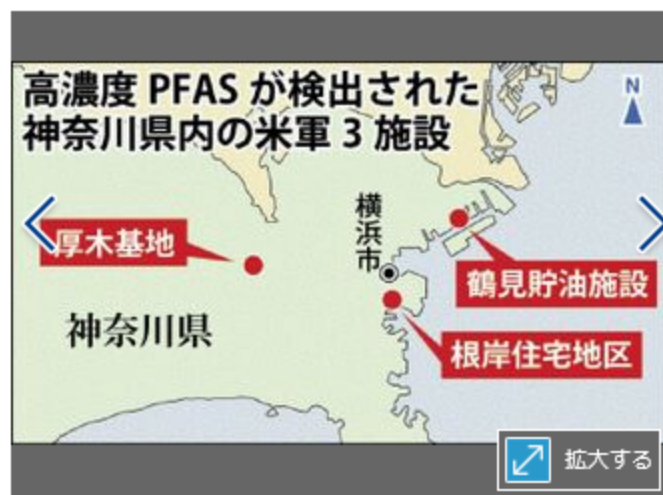 高濃度 PFAS が検出された
神奈川県内の米軍 3 施設
N
横浜市
厚木基地
鶴見貯油施設
神奈川県
根岸住宅地区
拡大する